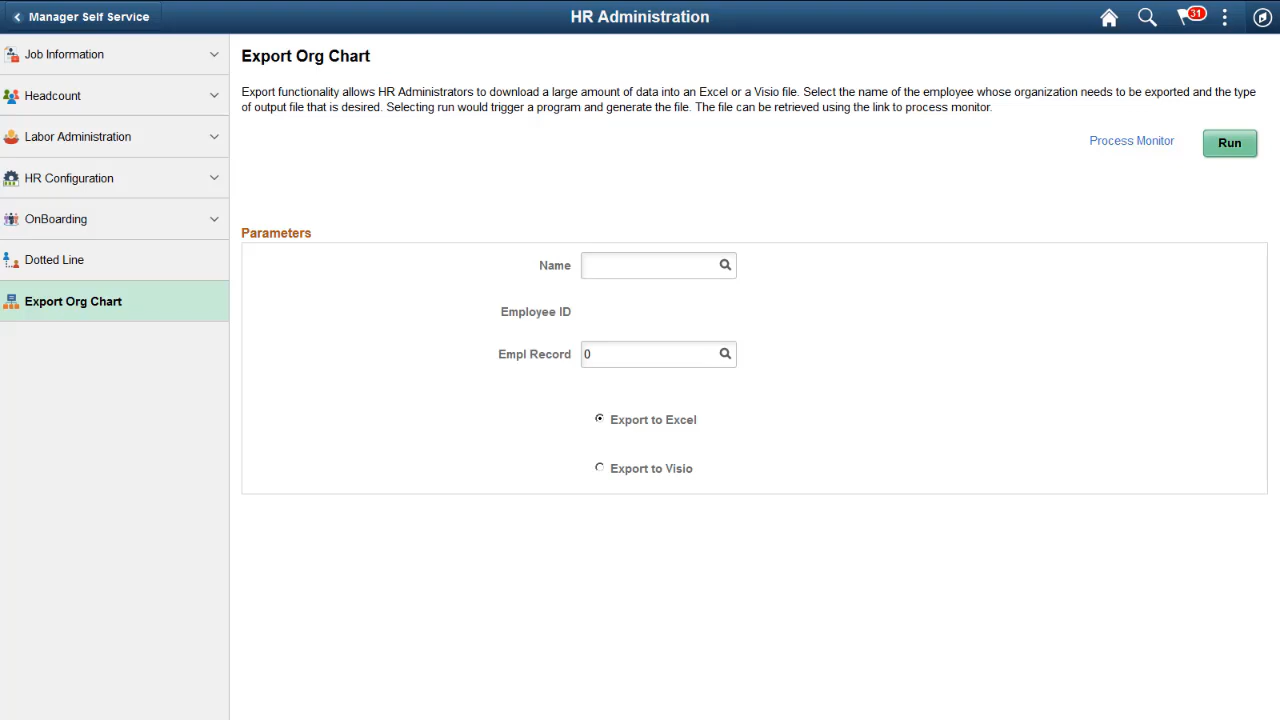 Manager Self Service
HR Administration
31
Job Information
Headcount
Labor Administration
HR Configuration
OnBoarding
Dotted Line
Export Org Chart
Export Org Chart
Export functionality allows HR Administrators to download a large amount of data into an Excel or a Visio file. Select the name of the employee whose organization needs to be exported and the type
of output file that is desired. Selecting run would trigger a program and generate the file. The file can be retrieved using the link to process monitor.
Process Monitor
Run
Parameters
Name
Employee ID
Empl Record 0
Export to Excel
Export to Visio